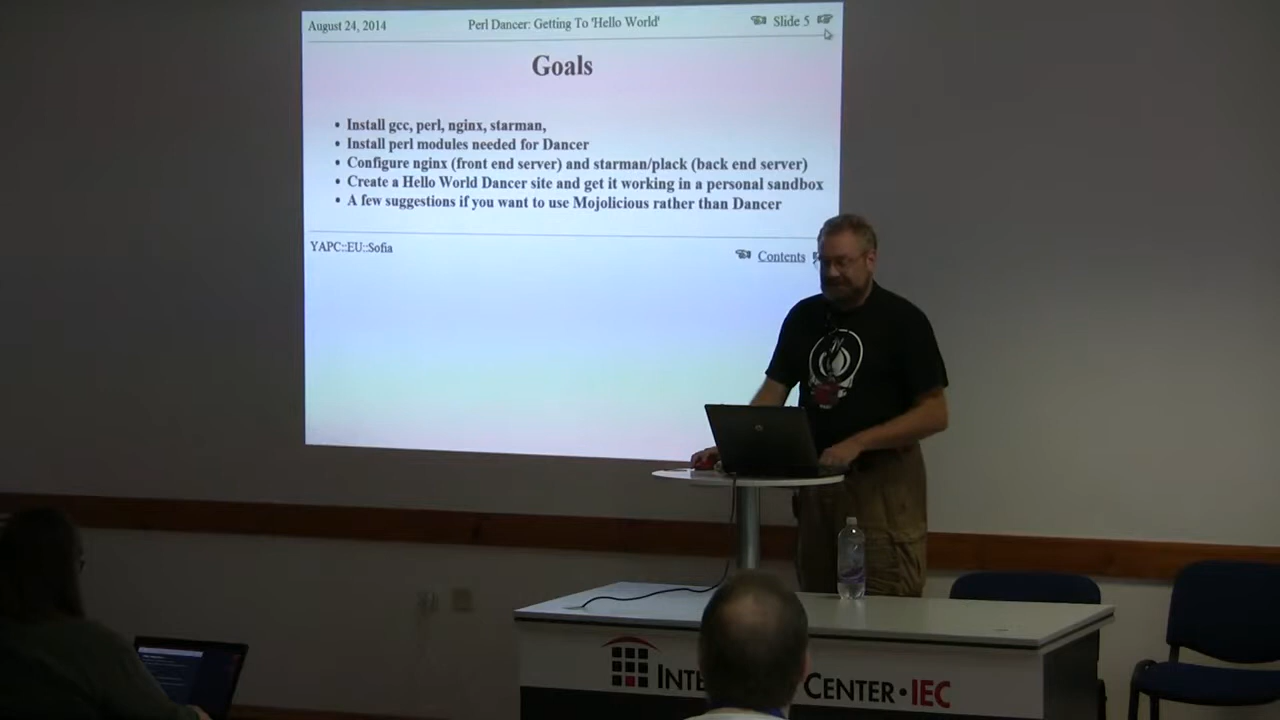 August 24, 2014 Perl Dancer: Getting To 'Hello World' Slide 5
Goals
• Install gcc, perl, nginx, starman,
• Install perl modules needed for Dancer
• Configure nginx (front end server) and starman/plack (back end server)
• Create a Hello World Dancer site and get it working in a personal sandbox
• A few suggestions if you want to use Mojolicious rather than Dancer
YAPC::EU::Sofia Contents
CENTER · IEC